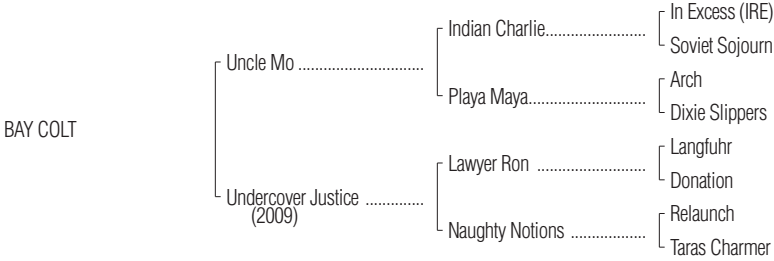 In Excess (IRE)
Indian Charlie........................
Soviet Sojourn
Uncle Mo .............................
Arch
Playa Maya............................
Dixie Slippers
BAY COLT
Langfuhr
Lawyer Ron ..........................
Donation
Undercover Justice ..............
(2009)
Relaunch
Naughty Notions ..................
Taras Charmer